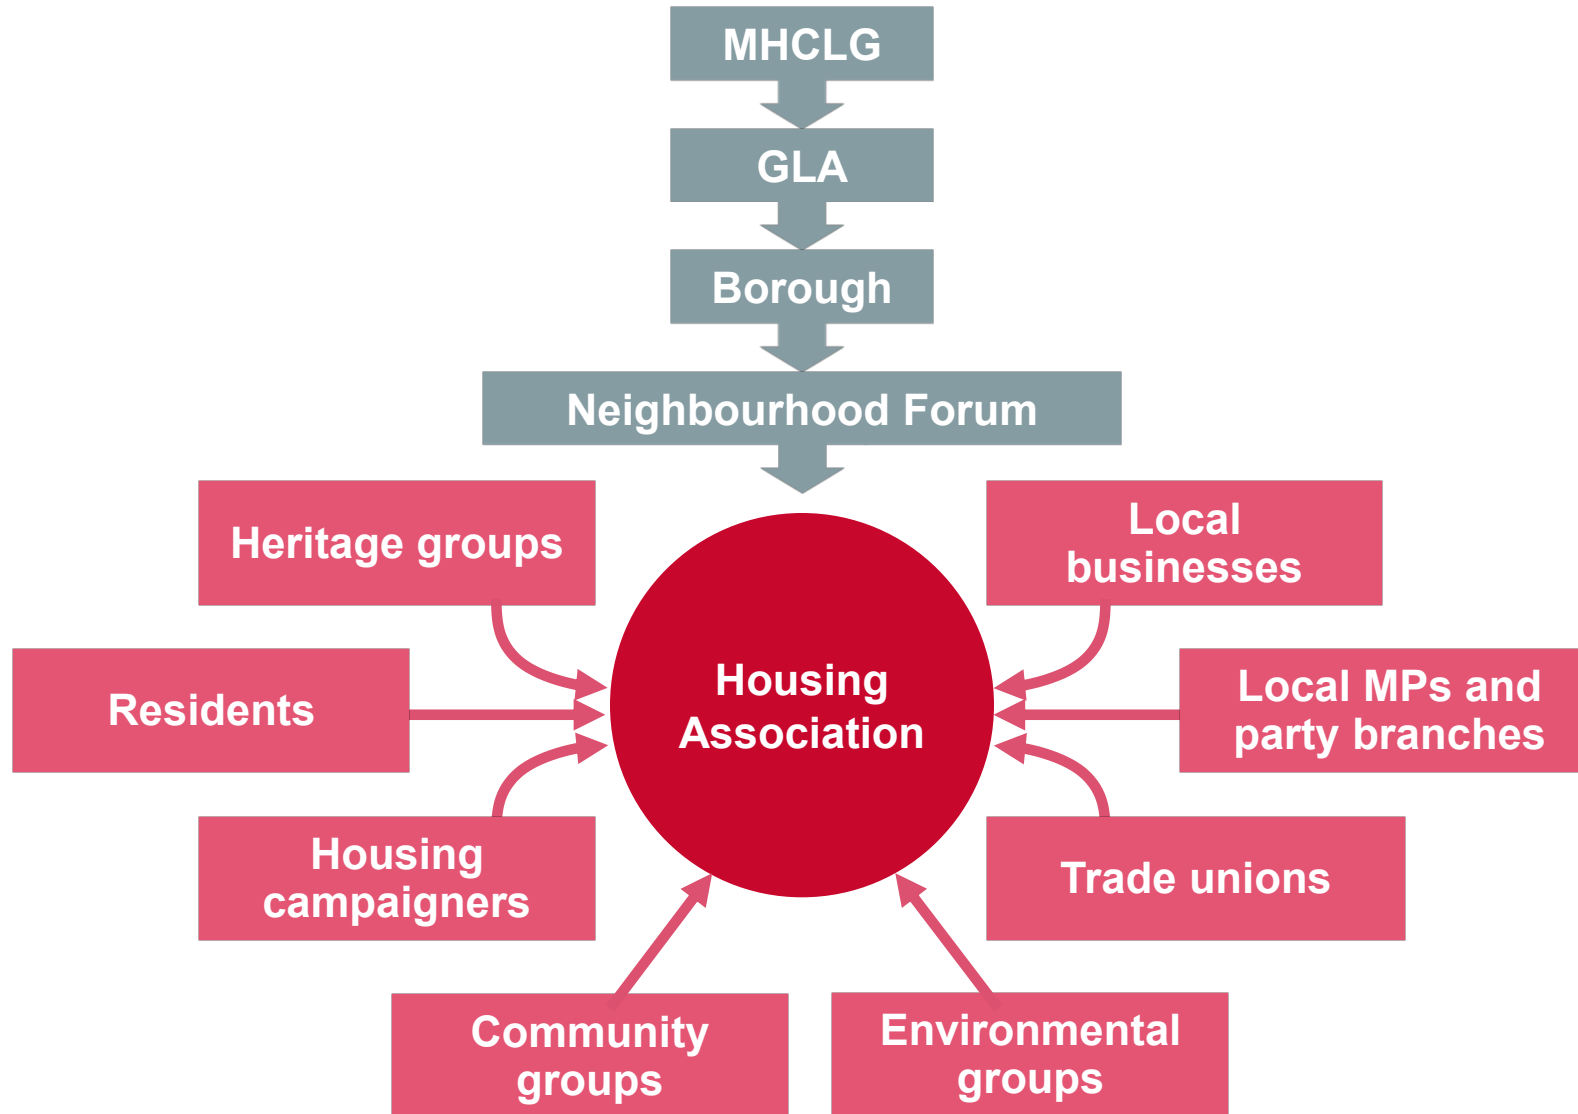 MHCLG
GLA
Borough
Neighbourhood Forum
Heritage groups
Local
businesses
Residents
Housing
Association
Local MPs and
party branches
Housing
campaigners
Trade unions
Community
groups
Environmental
groups